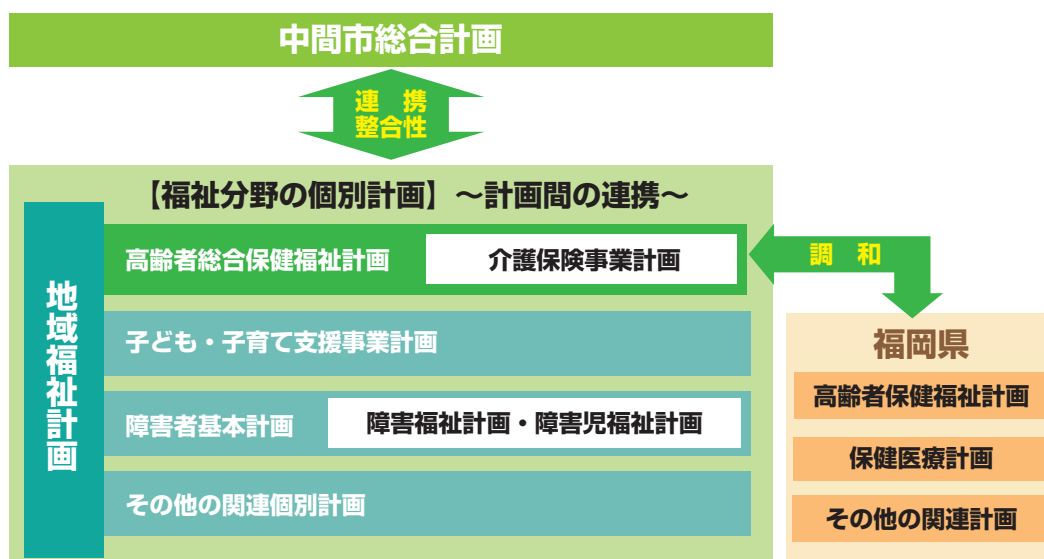 中間市総合計画
連 携
整合性
【福祉分野の個別計画】～計画間の連携～
地域福祉計画
高齢者総合保健福祉計画
介護保険事業計画
子ども・子育て支援事業計画
障害者基本計画
障害福祉計画・障害児福祉計画
その他の関連個別計画
調 和
福岡県
高齢者保健福祉計画
保健医療計画
その他の関連計画